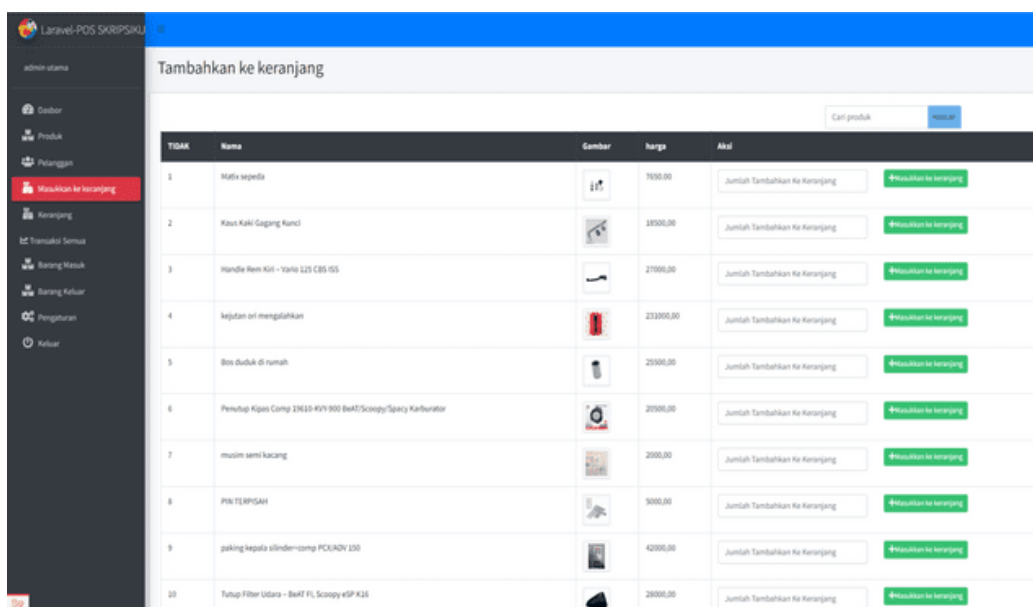 Laravel-POS SKRIPSIKU
admin utama
Dasbor
Produk
Pelanggan
Masukkan ke keranjang
Keranjang
Transaksi Semua
Barang Masuk
Barang Keluar
Pengaturan
Keluar
Tambahkan ke keranjang
Cari produk
TIDAK Nama Gambar harga Aksi
1 Matix sepeda 7650.00 Jumlah Tambahkan Ke Keranjang +Masukkan ke keranjang
2 Kaus Kaki Gagang Kunci 18500,00 Jumlah Tambahkan Ke Keranjang +Masukkan ke keranjang
3 Handle Rem Kiri – Vario 125 CBS ISS 27000,00 Jumlah Tambahkan Ke Keranjang +Masukkan ke keranjang
4 kejutan ori mengalahkan 231000,00 Jumlah Tambahkan Ke Keranjang +Masukkan ke keranjang
5 Bos duduk di rumah 25500,00 Jumlah Tambahkan Ke Keranjang +Masukkan ke keranjang
6 Penutup Kipas Comp 19610-KVY-900 BeAT/Scoopy/Spacy Karburator 20500,00 Jumlah Tambahkan Ke Keranjang +Masukkan ke keranjang
7 musim semi kacang 2000,00 Jumlah Tambahkan Ke Keranjang +Masukkan ke keranjang
8 PIN TERPISAH 5000,00 Jumlah Tambahkan Ke Keranjang +Masukkan ke keranjang
9 paking kepala silinder=comp PCX/ADV 150 42000,00 Jumlah Tambahkan Ke Keranjang +Masukkan ke keranjang
10 Tutup Filter Udara – BeAT FI, Scoopy eSP K16 28000,00 Jumlah Tambahkan Ke Keranjang +Masukkan ke keranjang